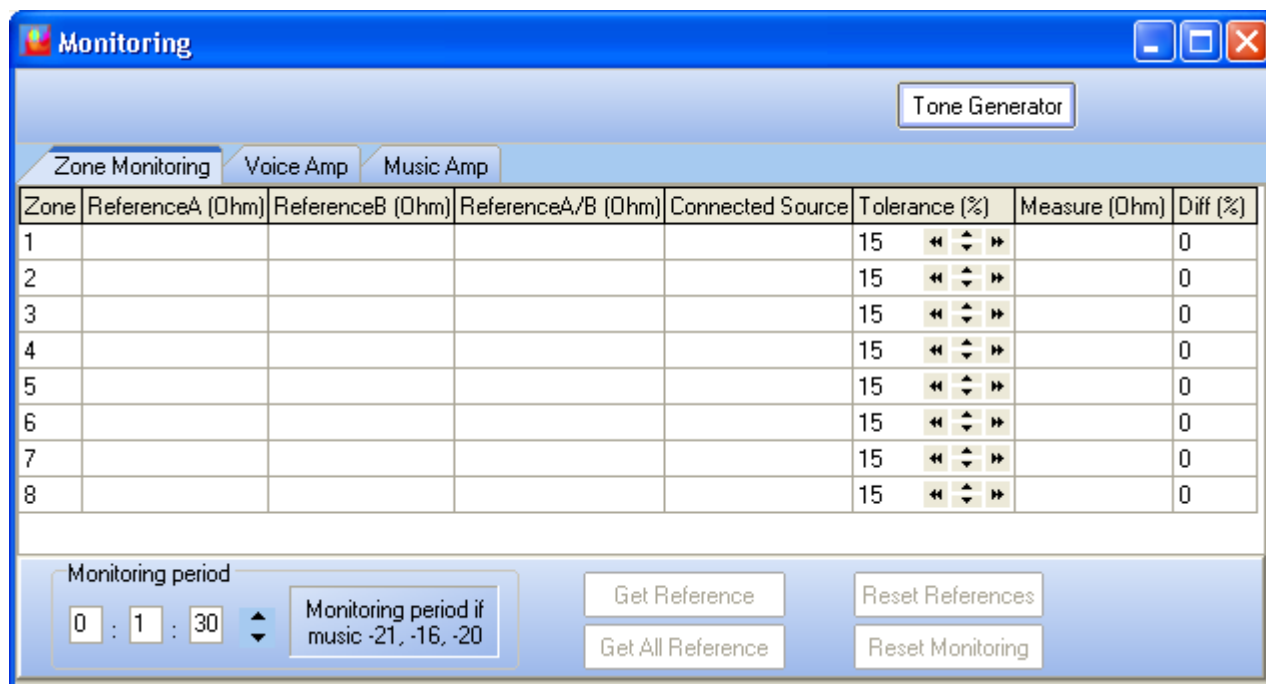 Monitoring
Tone Generator
Zone Monitoring Voice Amp Music Amp
Zone ReferenceA (Ohm) ReferenceB (Ohm) ReferenceA/B (Ohm) Connected Source Tolerance (%) Measure (Ohm) Diff (%)
1 15 0
2 15 0
3 15 0
4 15 0
5 15 0
6 15 0
7 15 0
8 15 0
Monitoring period
0 : 1 : 30
Monitoring period if
music -21, -16, -20
Get Reference Reset References
Get All Reference Reset Monitoring